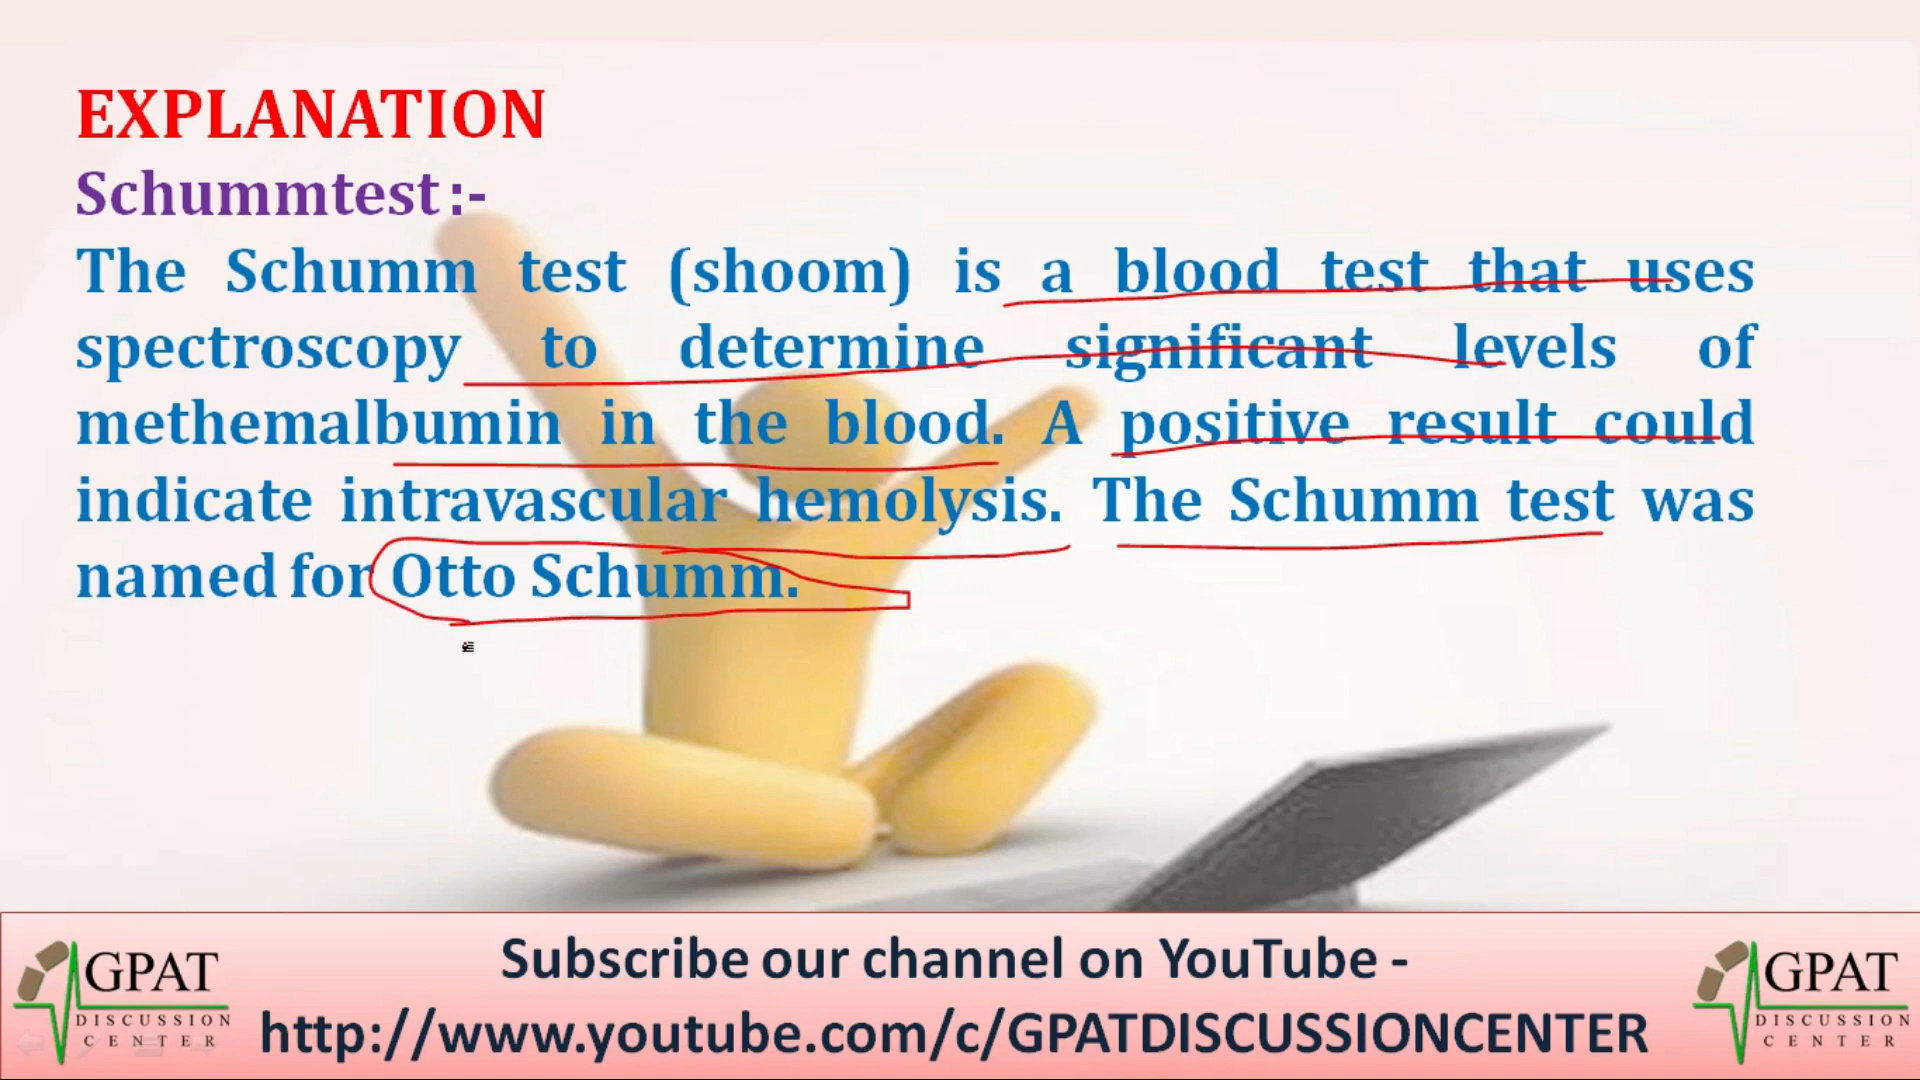 EXPLANATION
Schummtest :-
The Schumm test (shoom) is a blood test that uses
spectroscopy to determine significant levels of
methemalbumin in the blood. A positive result could
indicate intravascular hemolysis. The Schumm test was
named for Otto Schumm.
GPAT
DISCUSSION
CENTER
Subscribe our channel on YouTube -
http://www.youtube.com/c/GPATDISCUSSIONCENTER
GPAT
DISCUSSION
CENTER